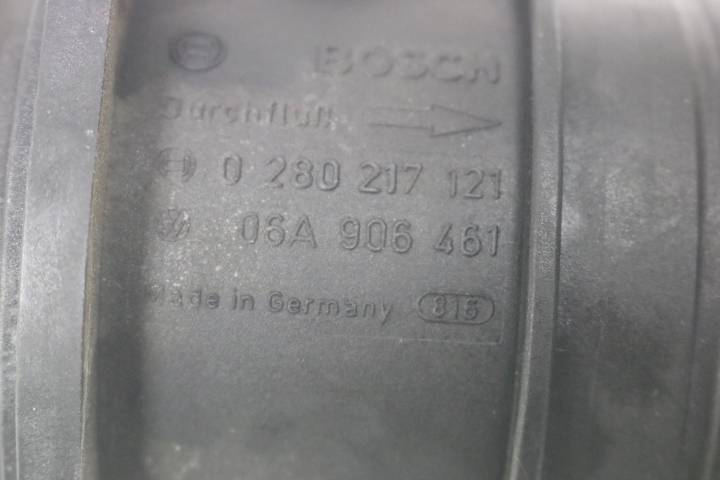 BOSCH
Durchfluß
0 280 217 121
06A 906 461
Made in Germany 816